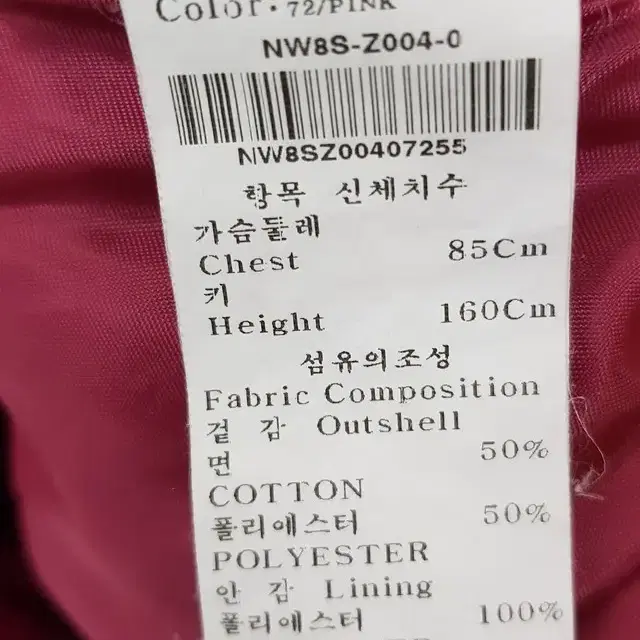 Color: 72/PINK
NW8S-Z004-0
NW8SZ00407255
항목 신체치수
가슴둘레
Chest 85Cm
키
Height 160Cm
섬유의조성
Fabric Composition
겉 감 Outshell
면 50%
COTTON
폴리에스터 50%
POLYESTER
안 감 Lining
폴리에스터 100%